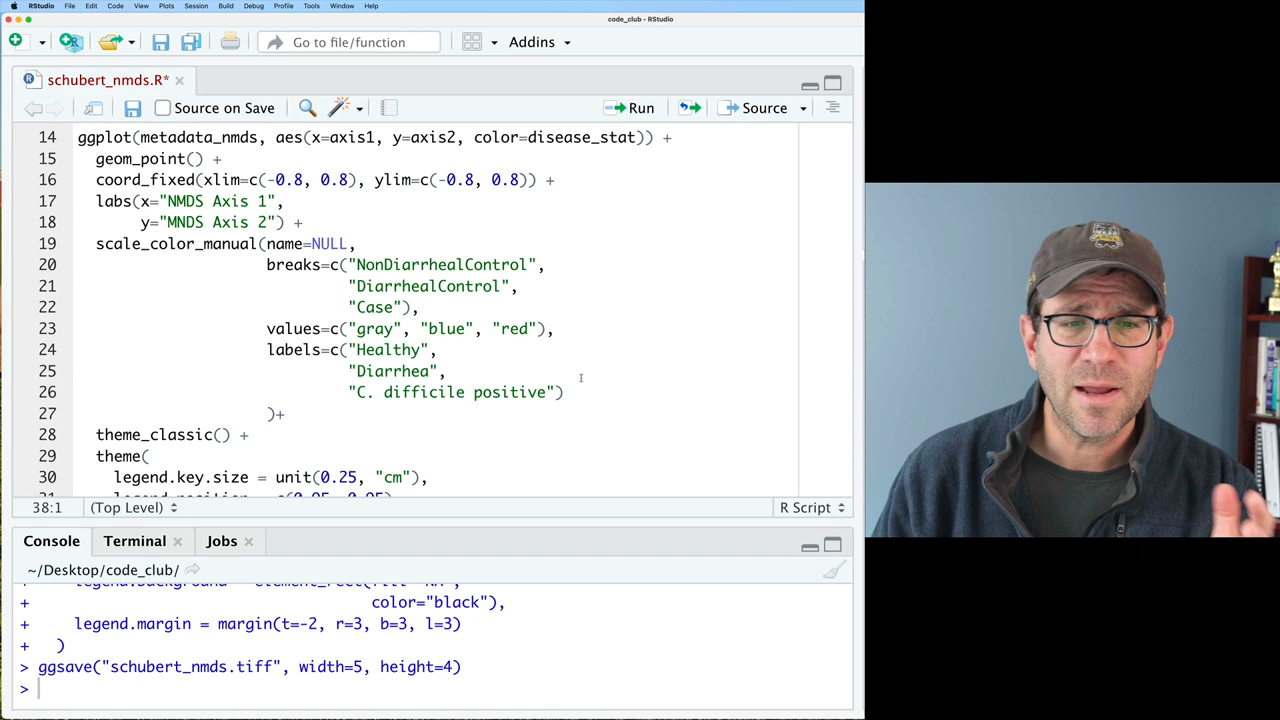 RStudio File Edit Code View Plots Session Build Debug Profile Tools Window Help
code_club - RStudio
Go to file/function
Addins
schubert_nmds.R*
Source on Save
Run
Source
14 ggplot(metadata_nmds, aes(x=axis1, y=axis2, color=disease_stat)) +
15 geom_point() +
16 coord_fixed(xlim=c(-0.8, 0.8), ylim=c(-0.8, 0.8)) +
17 labs(x="NMDS Axis 1",
18 y="MNDS Axis 2") +
19 scale_color_manual(name=NULL,
20 breaks=c("NonDiarrhealControl",
21 "DiarrhealControl",
22 "Case"),
23 values=c("gray", "blue", "red"),
24 labels=c("Healthy",
25 "Diarrhea",
26 "C. difficile positive")
27 )+
28 theme_classic() +
29 theme(
30 legend.key.size = unit(0.25, "cm"),
38:1 (Top Level) R Script
Console Terminal Jobs
~/Desktop/code_club/
+ color="black"),
+ legend.margin = margin(t=-2, r=3, b=3, l=3)
+ )
> ggsave("schubert_nmds.tiff", width=5, height=4)
>